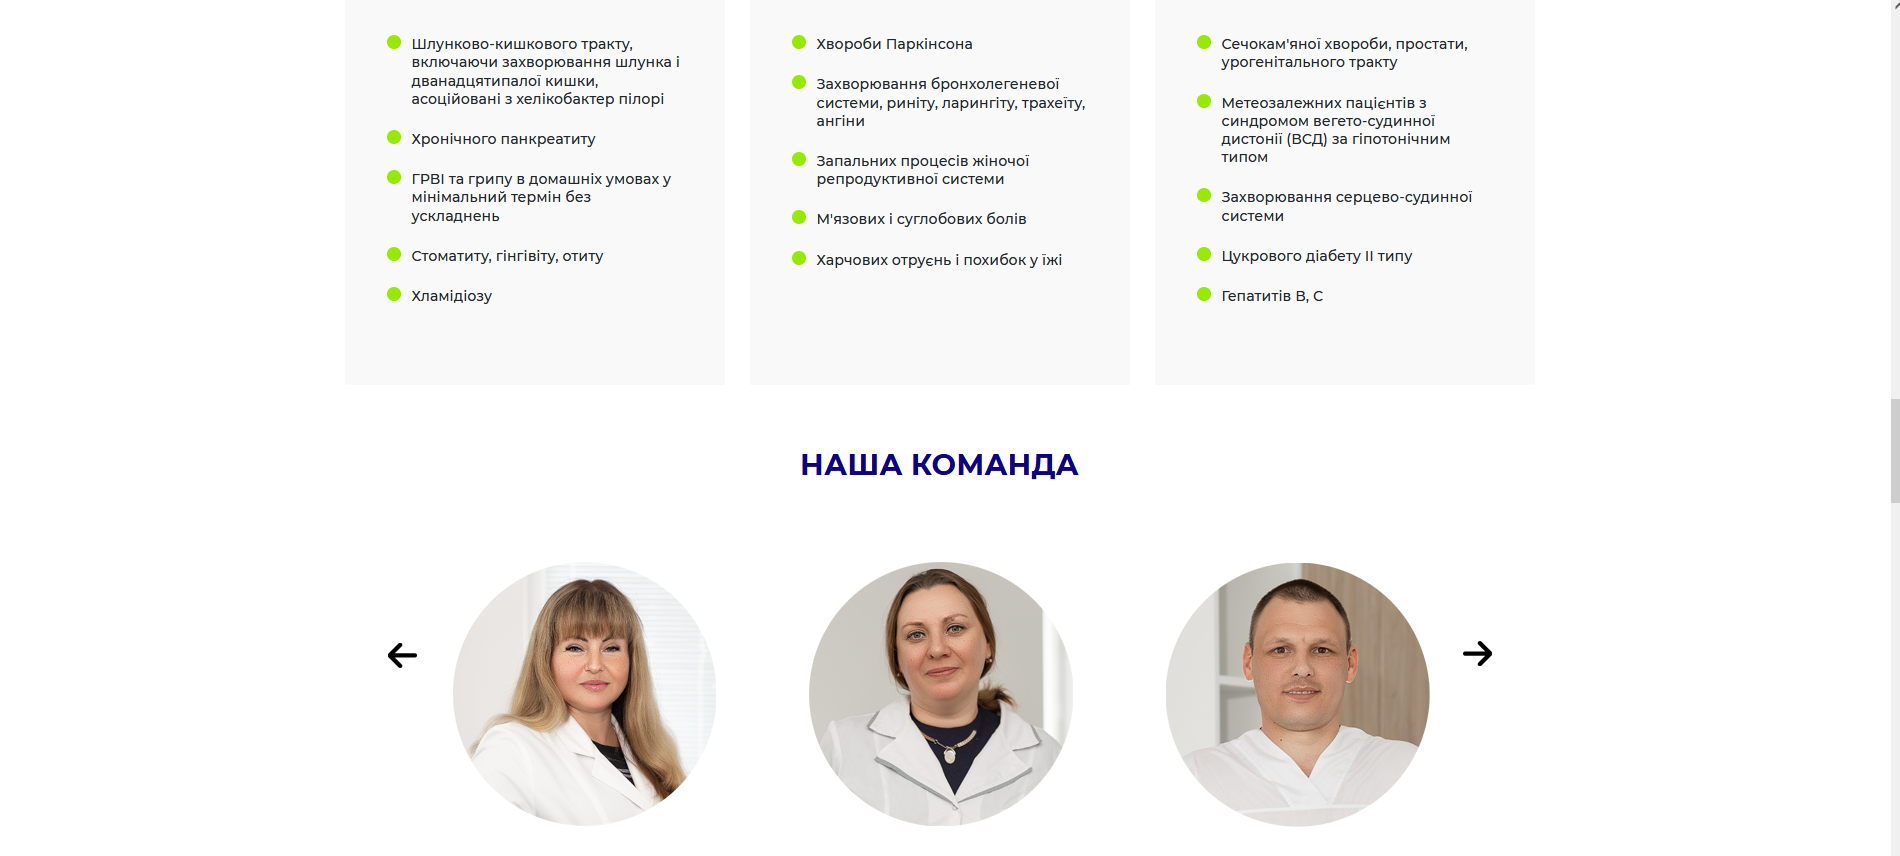 Шлунково-кишкового тракту,
включаючи захворювання шлунка і
дванадцятипалої кишки,
асоційовані з хелікобактер пілорі
Хронічного панкреатиту
ГРВІ та грипу в домашніх умовах у
мінімальний термін без
ускладнень
Стоматиту, гінгівіту, отиту
Хламідіозу
Хвороби Паркінсона
Захворювання бронхолегеневої
системи, риніту, ларингіту, трахеїту,
ангіни
Запальних процесів жіночої
репродуктивної системи
М'язових і суглобових болів
Харчових отруєнь і похибок у їжі
Сечокам'яної хвороби, простати,
урогенітального тракту
Метеозалежних пацієнтів з
синдромом вегето-судинної
дистонії (ВСД) за гіпотонічним
типом
Захворювання серцево-судинної
системи
Цукрового діабету II типу
Гепатитів В, С
НАША КОМАНДА